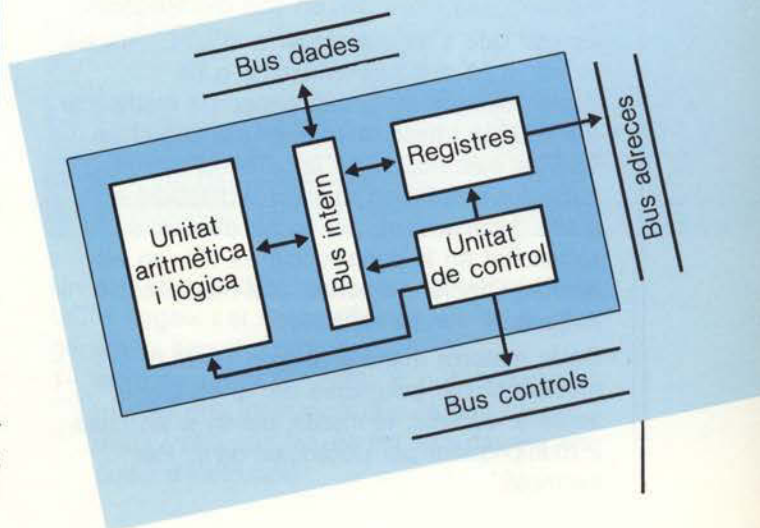 Bus dades
Registres
Bus adreces
Unitat
aritmètica
i lògica
Bus intern
Unitat
de control
Bus controls